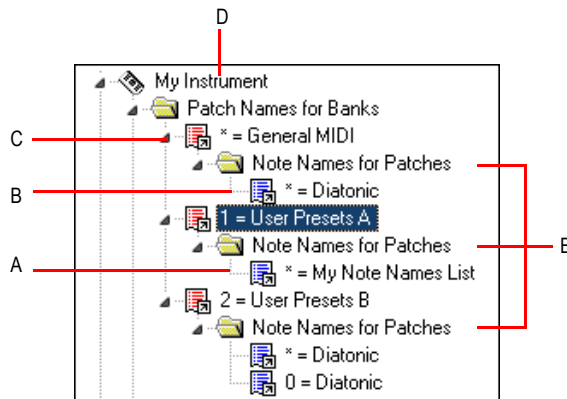 D
My Instrument
Patch Names for Banks
C
* = General MIDI
Note Names for Patches
B
* = Diatonic
1 = User Presets A
Note Names for Patches
E
A
* = My Note Names List
2 = User Presets B
Note Names for Patches
* = Diatonic
0 = Diatonic